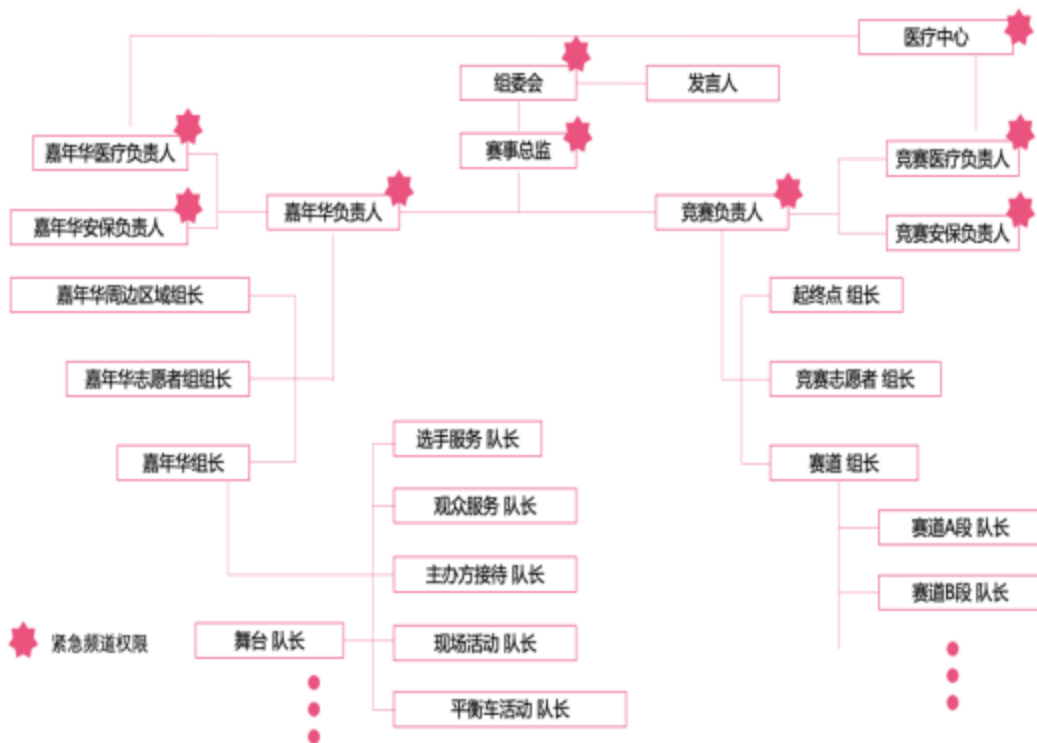 医疗中心
组委会
发言人
赛事总监
嘉年华医疗负责人
竞赛医疗负责人
嘉年华负责人
竞赛负责人
嘉年华安保负责人
竞赛安保负责人
嘉年华周边区域组长
起终点 组长
嘉年华志愿者组组长
竞赛志愿者 组长
选手服务 队长
嘉年华组长
赛道 组长
观众服务 队长
赛道A段 队长
主办方接待 队长
赛道B段 队长
紧急频道权限
舞台 队长
现场活动 队长
平衡车活动 队长